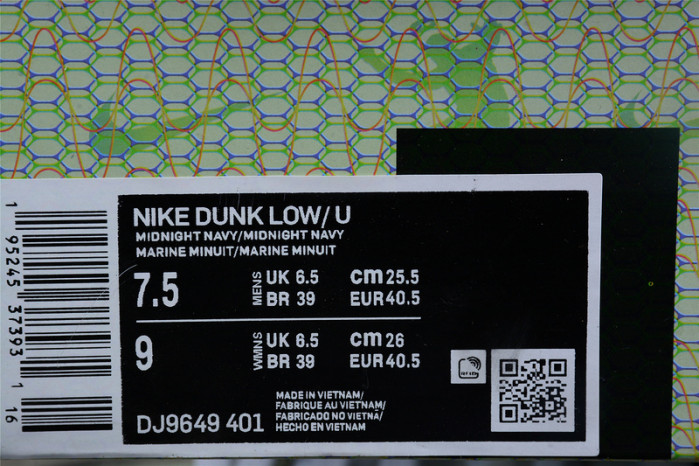 NIKE DUNK LOW/ U
MIDNIGHT NAVY/MIDNIGHT NAVY
MARINE MINUIT/MARINE MINUIT
7.5 MENS UK 6.5 cm 25.5
BR 39 EUR 40.5
9 WMNS UK 6.5 cm 26
BR 39 EUR 40.5
MADE IN VIETNAM/
FABRIQUE AU VIETNAM/
FABRICADO NO VIETNA/
HECHO EN VIETNAM
DJ9649 401
1 95245 37393 1 16